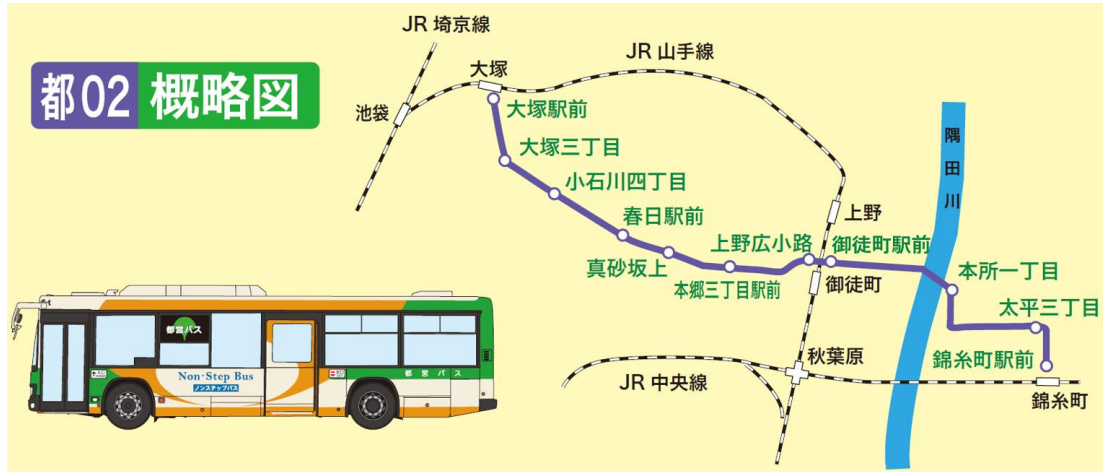 都02 概略図
JR 埼京線
JR 山手線
大塚
池袋
大塚駅前
大塚三丁目
小石川四丁目
春日駅前
真砂坂上
本郷三丁目駅前
上野広小路
御徒町駅前
上野
御徒町
隅田川
本所一丁目
太平三丁目
錦糸町駅前
秋葉原
JR 中央線
錦糸町
都営バス
Non-Step Bus
ノンステップバス
都営バス